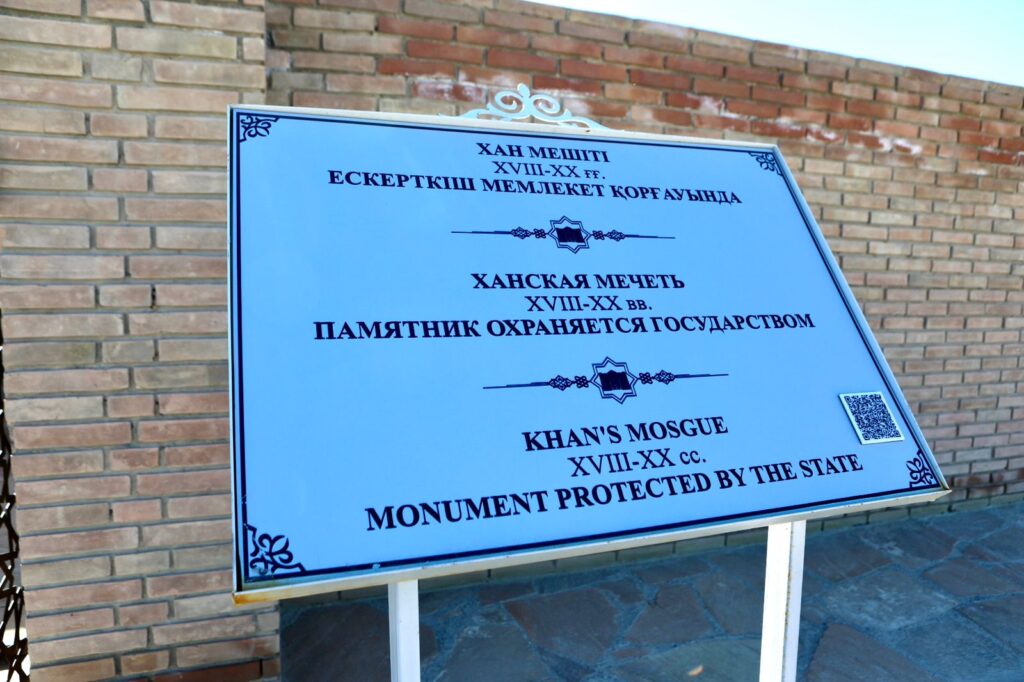 ХАН МЕШІТІ
XVIII-XX ғғ.
ЕСКЕРТКІШ МЕМЛЕКЕТ ҚОРҒАУЫНДА
ХАНСКАЯ МЕЧЕТЬ
XVIII-XX вв.
ПАМЯТНИК ОХРАНЯЕТСЯ ГОСУДАРСТВОМ
KHAN'S MOSGUE
XVIII-XX cc.
MONUMENT PROTECTED BY THE STATE